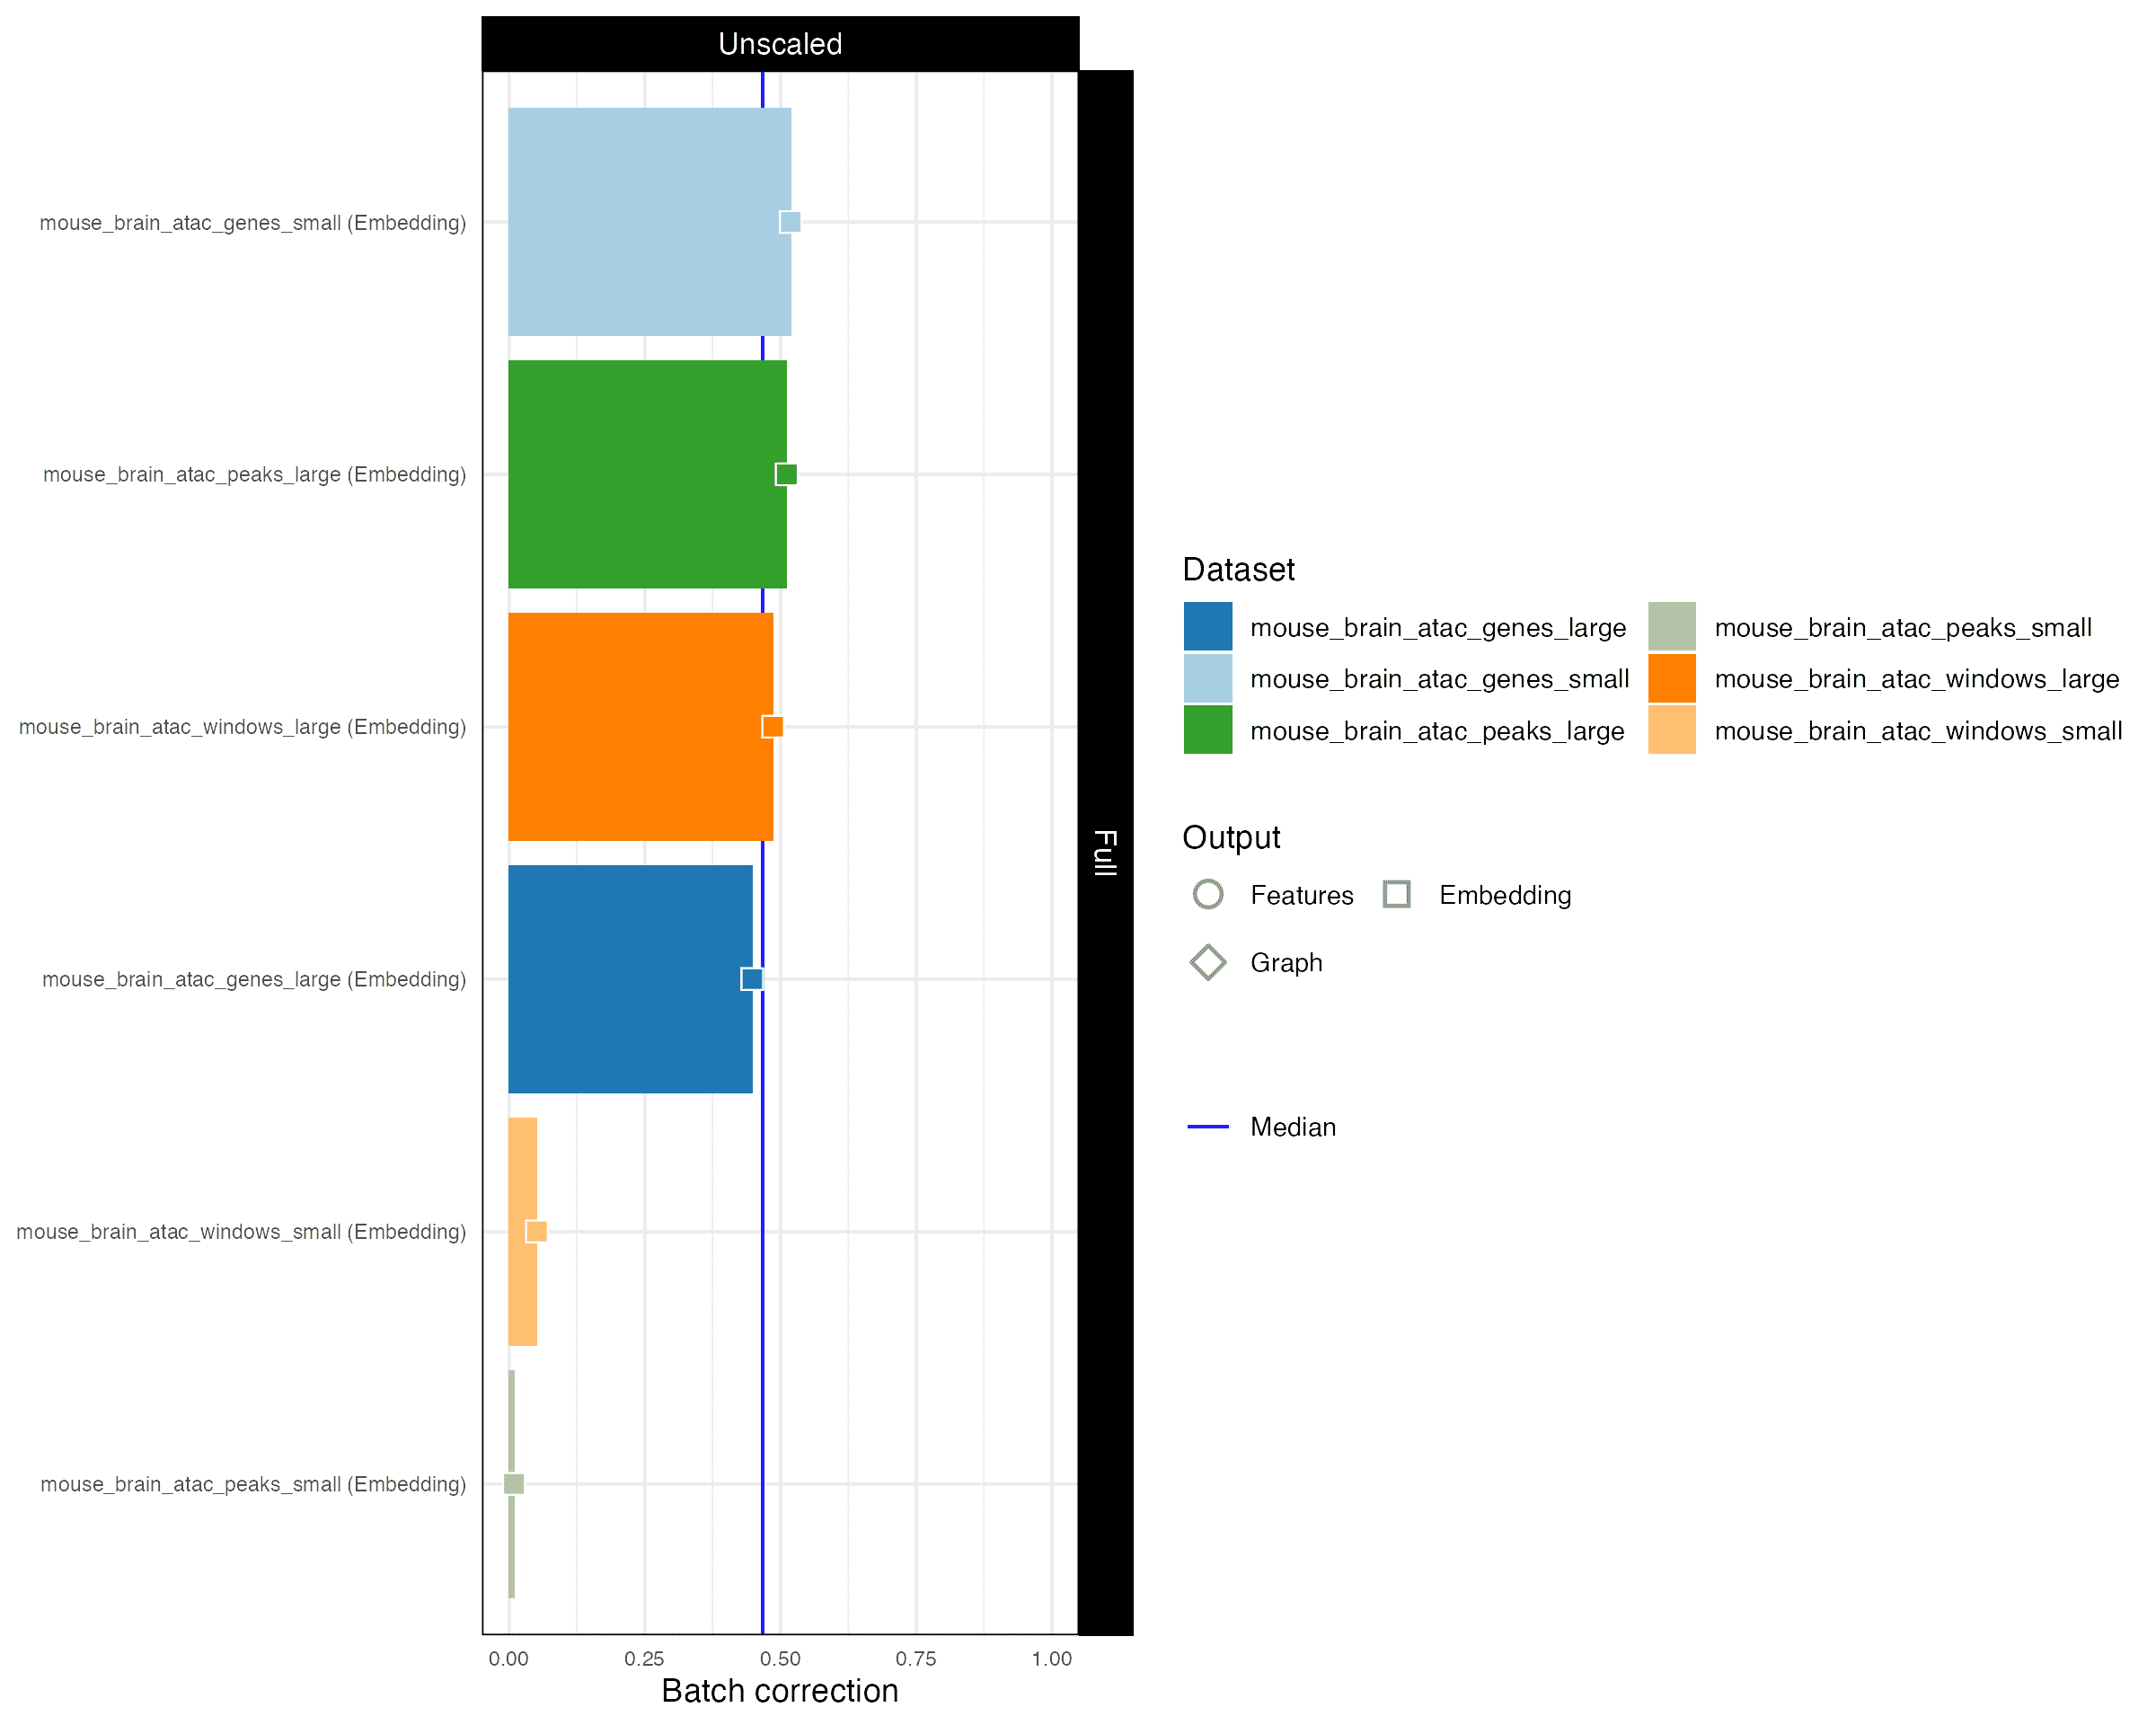 Unscaled
mouse_brain_atac_genes_small (Embedding)
mouse_brain_atac_peaks_large (Embedding)
mouse_brain_atac_windows_large (Embedding)
mouse_brain_atac_genes_large (Embedding)
mouse_brain_atac_windows_small (Embedding)
mouse_brain_atac_peaks_small (Embedding)
0.00 0.25 0.50 0.75 1.00
Batch correction
Full
Dataset
mouse_brain_atac_genes_large mouse_brain_atac_peaks_small
mouse_brain_atac_genes_small mouse_brain_atac_windows_large
mouse_brain_atac_peaks_large mouse_brain_atac_windows_small
Output
Features Embedding
Graph
Median